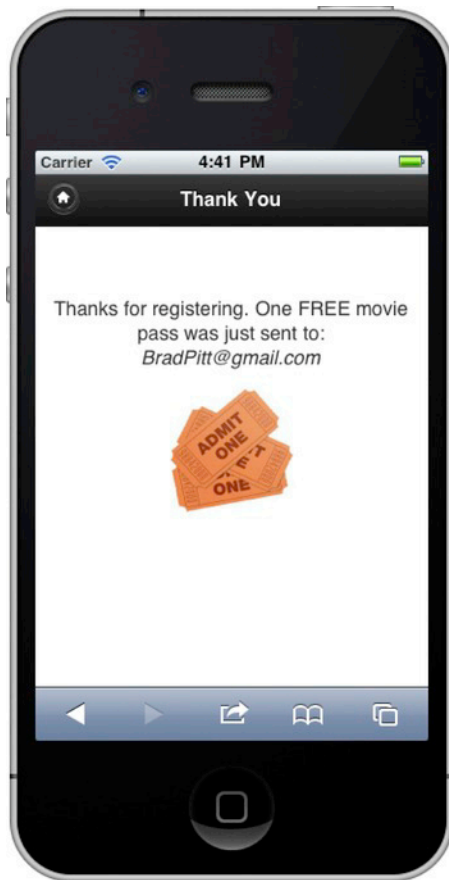 Carrier 4:41 PM
Thank You
Thanks for registering. One FREE movie
pass was just sent to:
BradPitt@gmail.com
ADMIT
ONE
ONE